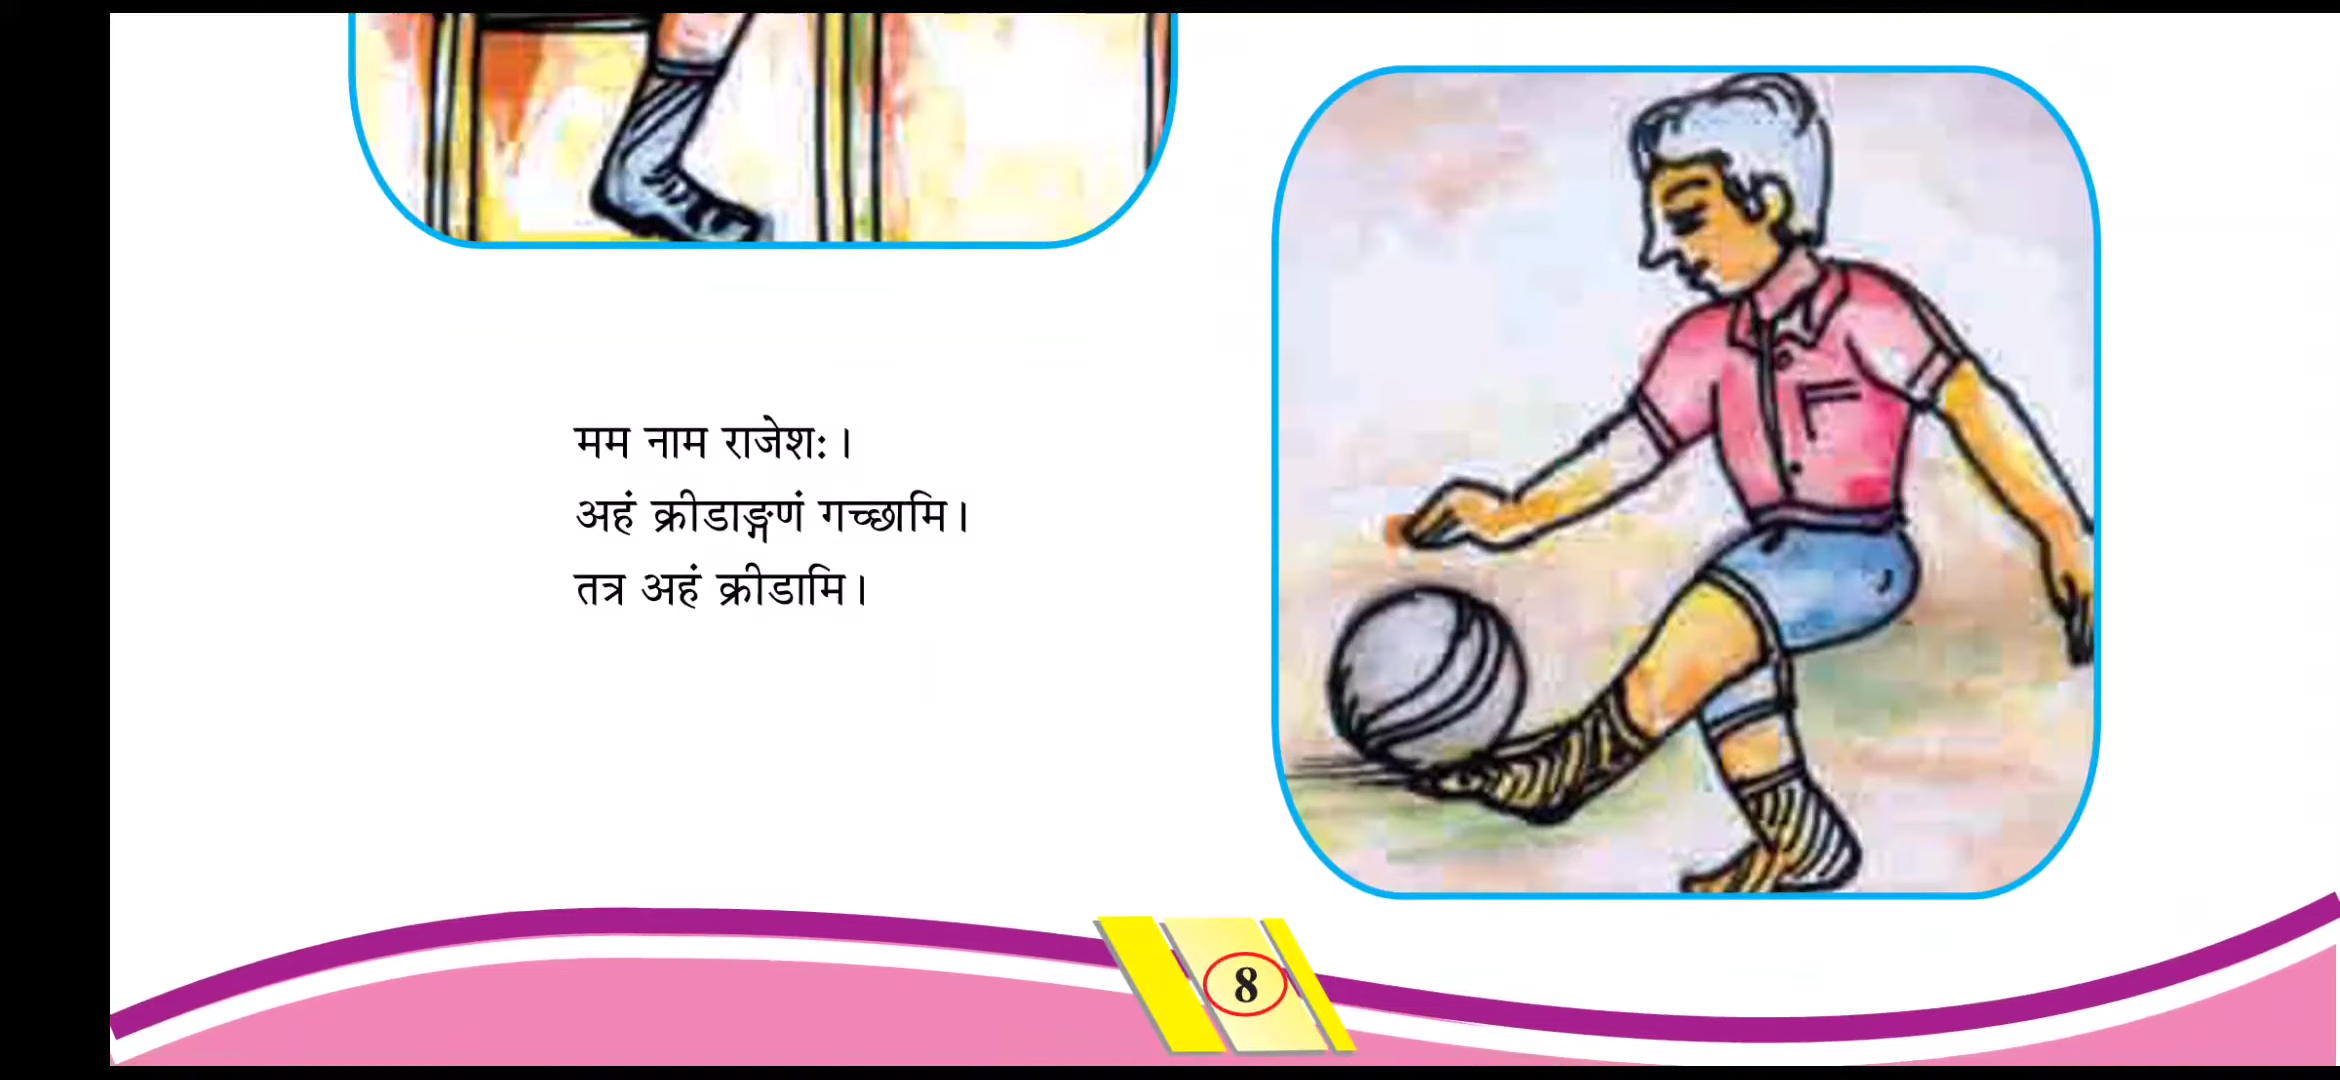 मम नाम राजेशः।
अहं क्रीडाङ्गणं गच्छामि।
तत्र अहं क्रीडामि।
8